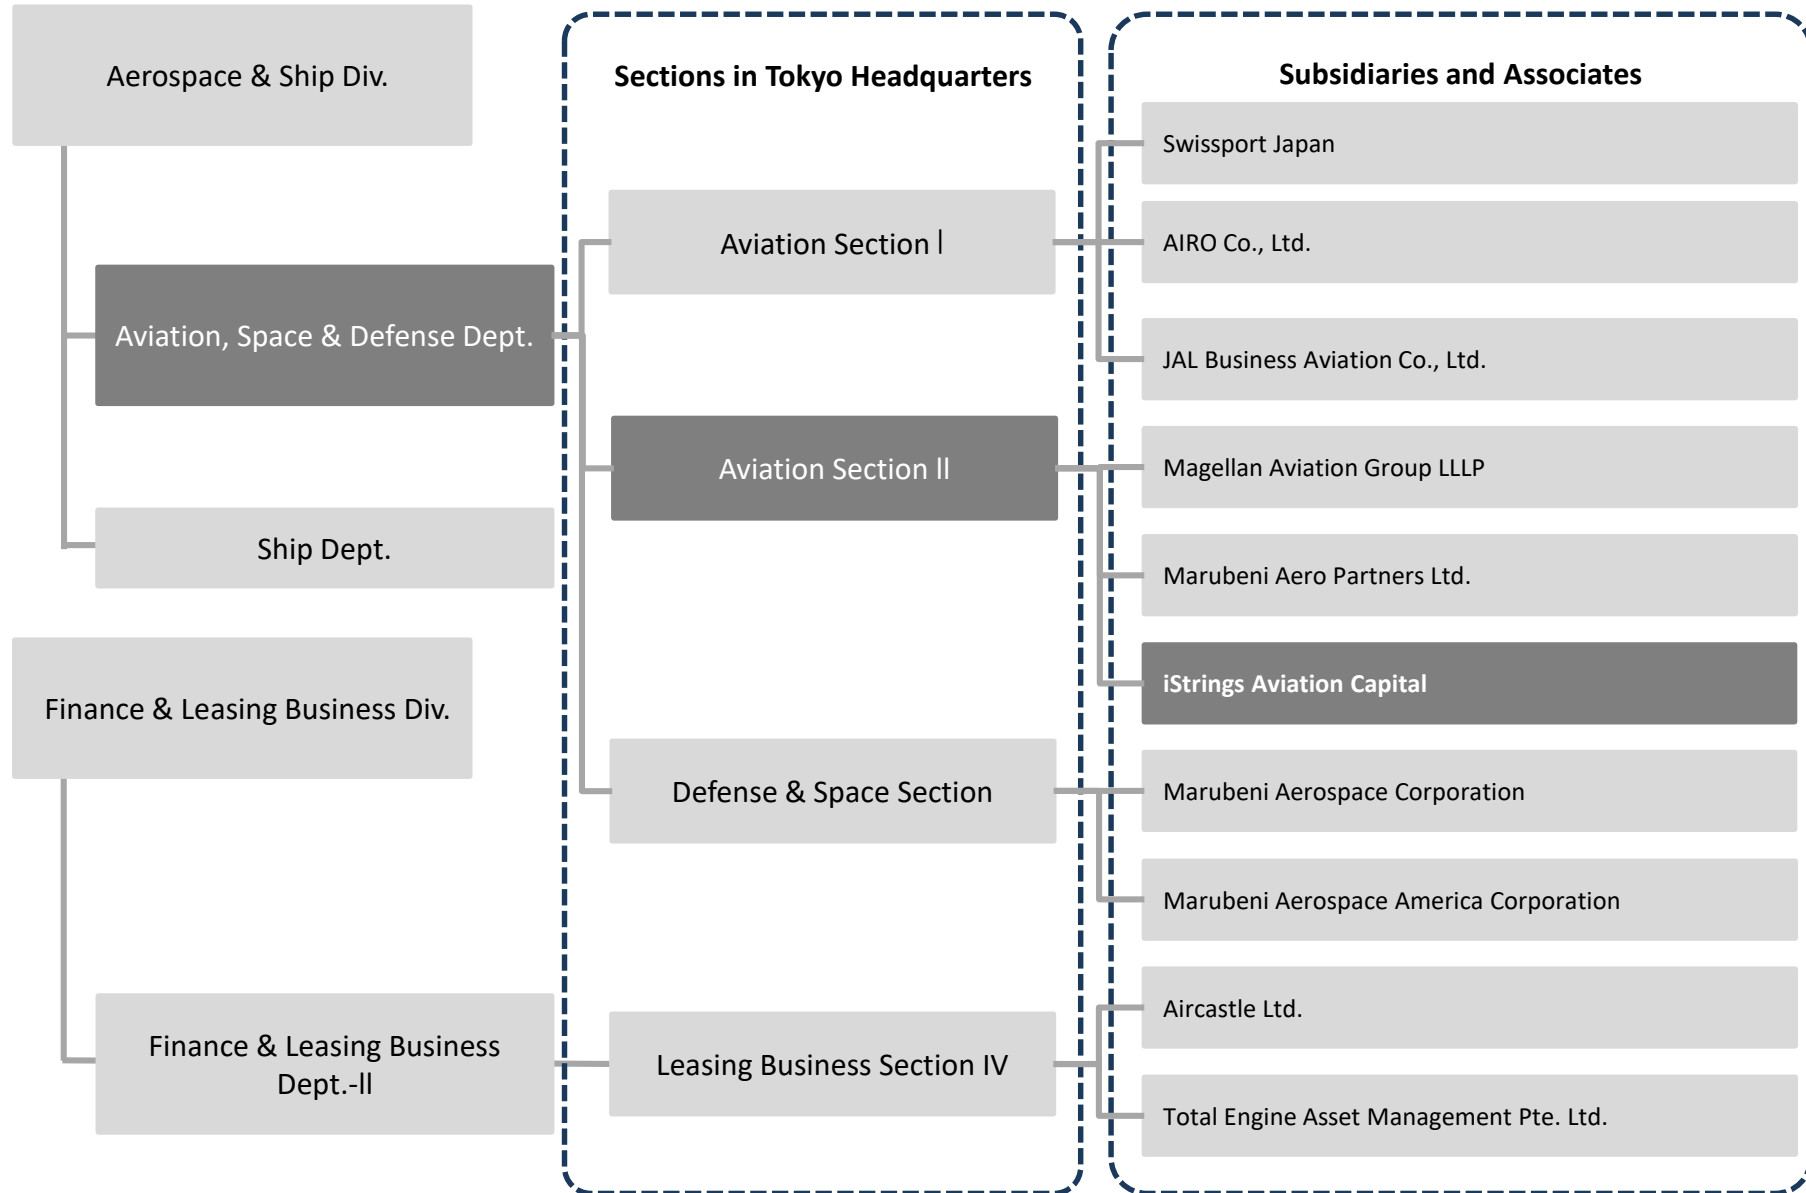 Aerospace & Ship Div.
Aviation, Space & Defense Dept.
Ship Dept.
Finance & Leasing Business Div.
Finance & Leasing Business
Dept.-ll
Sections in Tokyo Headquarters
Aviation Section l
Aviation Section ll
Defense & Space Section
Leasing Business Section IV
Subsidiaries and Associates
Swissport Japan
AIRO Co., Ltd.
JAL Business Aviation Co., Ltd.
Magellan Aviation Group LLLP
Marubeni Aero Partners Ltd.
iStrings Aviation Capital
Marubeni Aerospace Corporation
Marubeni Aerospace America Corporation
Aircastle Ltd.
Total Engine Asset Management Pte. Ltd.